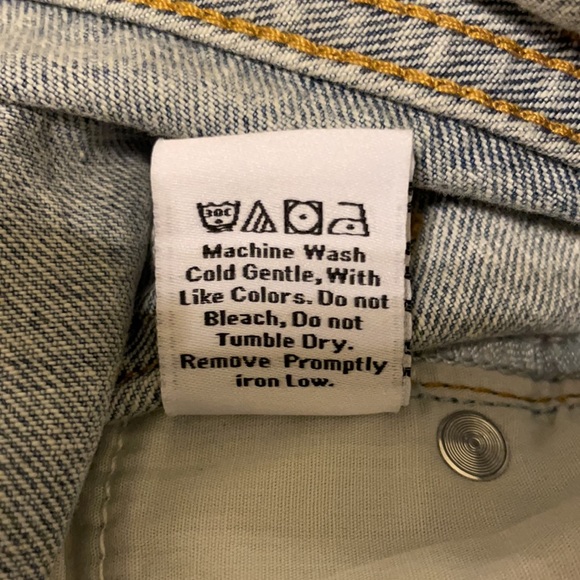 30C
Machine Wash
Cold Gentle, With
Like Colors. Do not
Bleach, Do not
Tumble Dry.
Remove Promptly
iron Low.